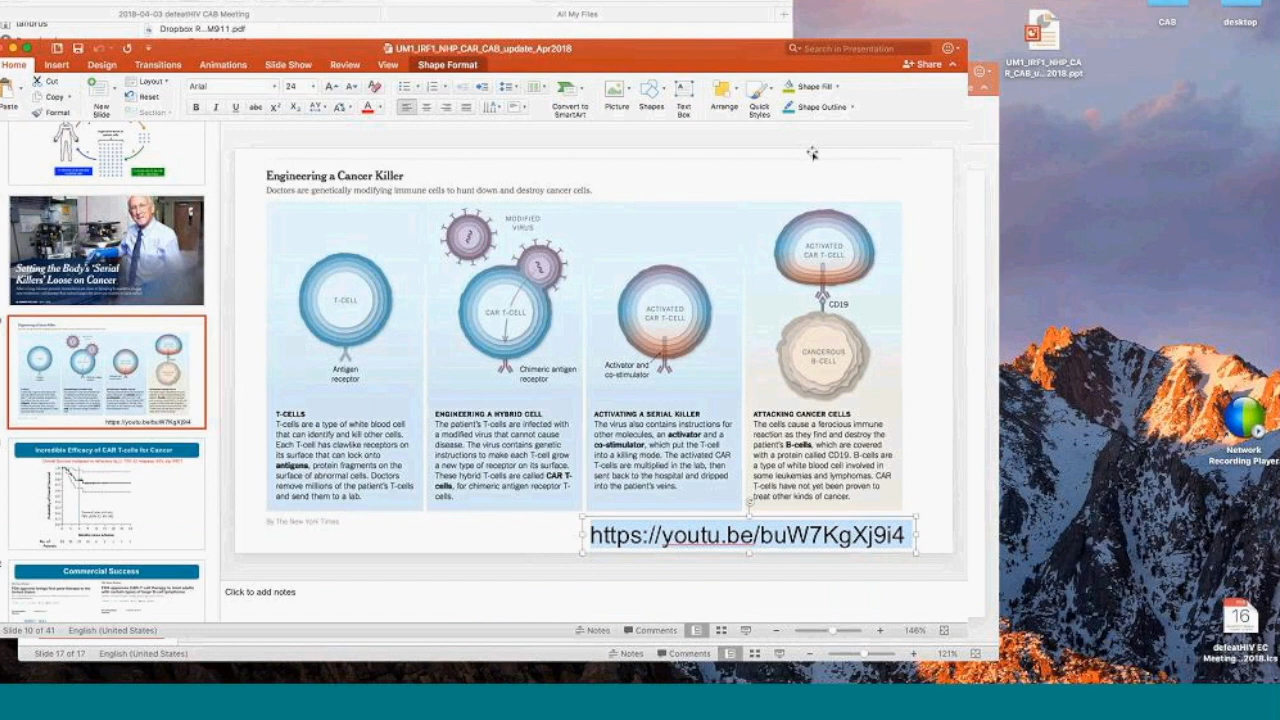 2018-04-03 defeatHIV CAB Meeting
All My Files
Dropbox R...M911.pdf
CAB
desktop
UM1_IRF1_NHP_CAR_CAB_update_Apr2018
Search in Presentation
UM1_IRF1_NHP_CA
R_CAB_u...2018.ppt
Home Insert Design Transitions Animations Slide Show Review View Shape Format
Share
Paste
Cut
Copy
Format
New
Slide
Layout
Reset
Section
Arial
24
B I U abc X² X₂ AV Aa A
Convert to
SmartArt
Picture
Shapes
Text
Box
Arrange
Quick
Styles
Shape Fill
Shape Outline
Setting the Body's 'Serial
Killers' Loose on Cancer
https://youtu.be/buW7KgXj9i4
Incredible Efficacy of CAR T-cells for Cancer
Commercial Success
Engineering a Cancer Killer
Doctors are genetically modifying immune cells to hunt down and destroy cancer cells.
T-CELL
Antigen
receptor
MODIFIED
VIRUS
CAR T-CELL
Chimeric antigen
receptor
ACTIVATED
CAR T-CELL
Activator and
co-stimulator
ACTIVATED
CAR T-CELL
CD19
CANCEROUS
B-CELL
T-CELLS
T-cells are a type of white blood cell
that can identify and kill other cells.
Each T-cell has clawlike receptors on
its surface that can lock onto
antigens, protein fragments on the
surface of abnormal cells. Doctors
remove millions of the patient's T-cells
and send them to a lab.
ENGINEERING A HYBRID CELL
The patient's T-cells are infected with
a modified virus that cannot cause
disease. The virus contains genetic
instructions to make each T-cell grow
a new type of receptor on its surface.
These hybrid T-cells are called CAR T-
cells, for chimeric antigen receptor T-
cells.
ACTIVATING A SERIAL KILLER
The virus also contains instructions for
other molecules, an activator and a
co-stimulator, which put the T-cell
into a killing mode. The activated CAR
T-cells are multiplied in the lab, then
sent back to the hospital and dripped
into the patient's veins.
ATTACKING CANCER CELLS
The cells cause a ferocious immune
reaction as they find and destroy the
patient's B-cells, which are covered
with a protein called CD19. B-cells are
a type of white blood cell involved in
some leukemias and lymphomas. CAR
T-cells have not yet been proven to
treat other kinds of cancer.
By The New York Times
https://youtu.be/buW7KgXj9i4
Click to add notes
Slide 10 of 41 English (United States)
Notes Comments 146%
Slide 17 of 17 English (United States)
Notes Comments 121%
Network
Recording Player
16
defeatHIV EC
Meeting...2018.ics